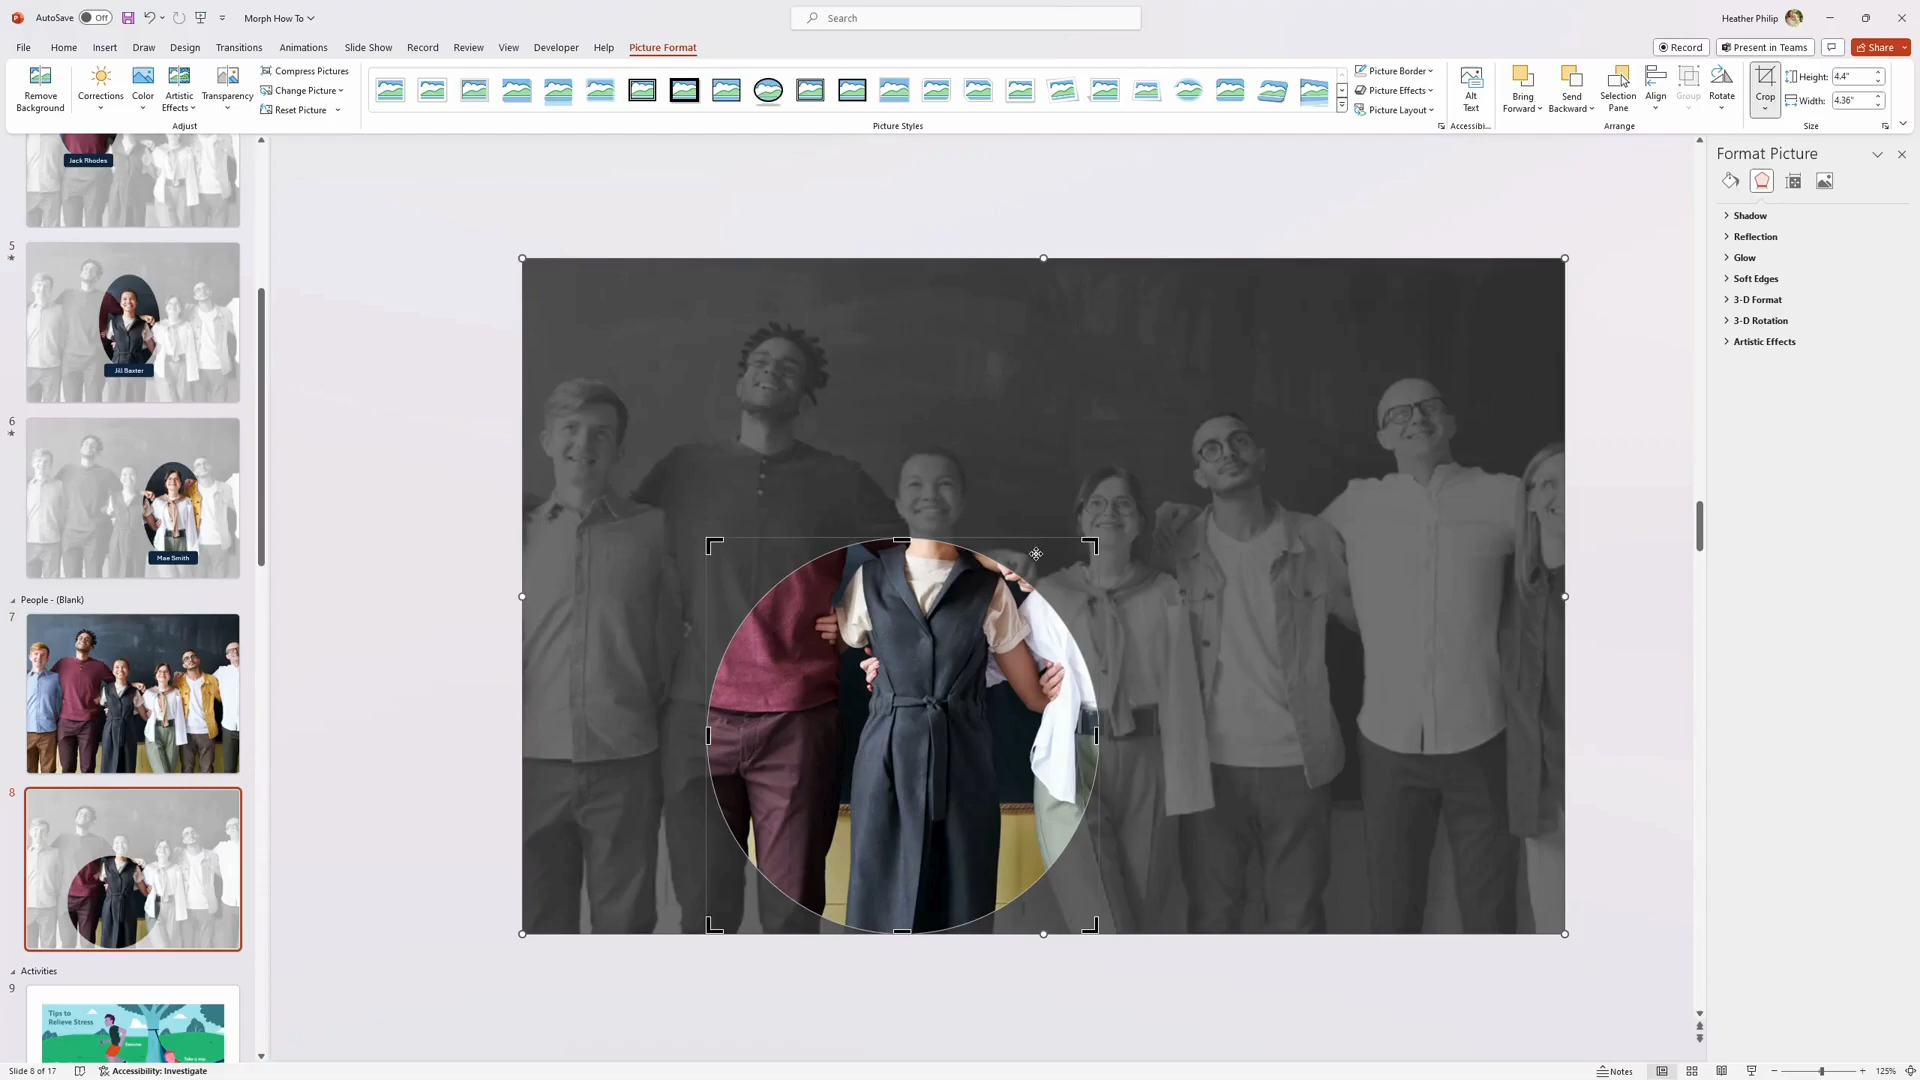 AutoSave Off Morph How To Search Heather Philip
File Home Insert Draw Design Transitions Animations Slide Show Record Review View Developer Help Picture Format Record Present in Teams Share
Remove Background
Corrections
Color
Artistic Effects
Transparency
Compress Pictures
Change Picture
Reset Picture
Picture Border
Picture Effects
Picture Layout
Alt Text
Bring Forward
Send Backward
Selection Pane
Align
Group
Rotate
Crop
Height: 4.4"
Width: 4.36"
Adjust Picture Styles Accessibi... Arrange Size
Jack Rhodes
5
Jill Baxter
6
Mae Smith
People - (Blank)
7
8
Activities
9
Tips to
Relieve Stress
Exercise
Take a nap
Format Picture
Shadow
Reflection
Glow
Soft Edges
3-D Format
3-D Rotation
Artistic Effects
Slide 8 of 17 Accessibility: Investigate Notes 125%